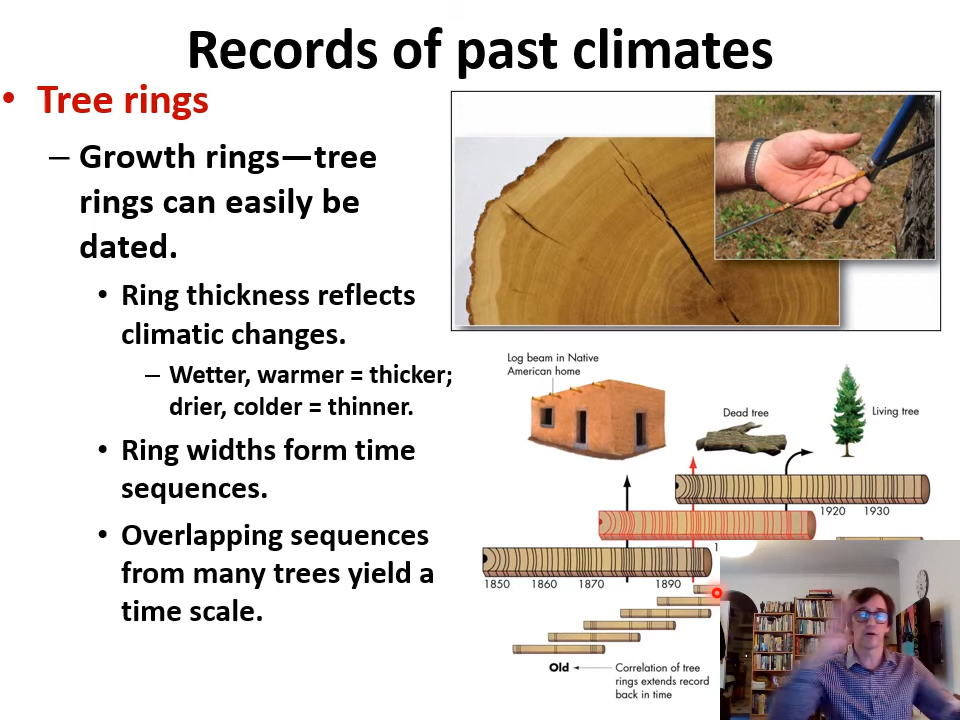 Records of past climates
• Tree rings
– Growth rings—tree
rings can easily be
dated.
• Ring thickness reflects
climatic changes.
– Wetter, warmer = thicker;
drier, colder = thinner.
• Ring widths form time
sequences.
• Overlapping sequences
from many trees yield a
time scale.
Log beam in Native
American home
Dead tree
Living tree
1920 1930
1
1850 1860 1870 1890
Old
Correlation of tree
rings extends record
back in time